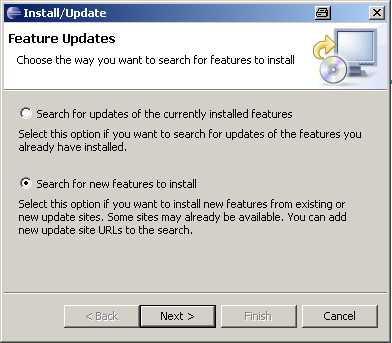 Install/Update
Feature Updates
Choose the way you want to search for features to install
Search for updates of the currently installed features
Select this option if you want to search for updates of the features you
already have installed.
Search for new features to install
Select this option if you want to install new features from existing or
new update sites. Some sites may already be available. You can add
new update site URLs to the search.
< Back
Next >
Finish
Cancel